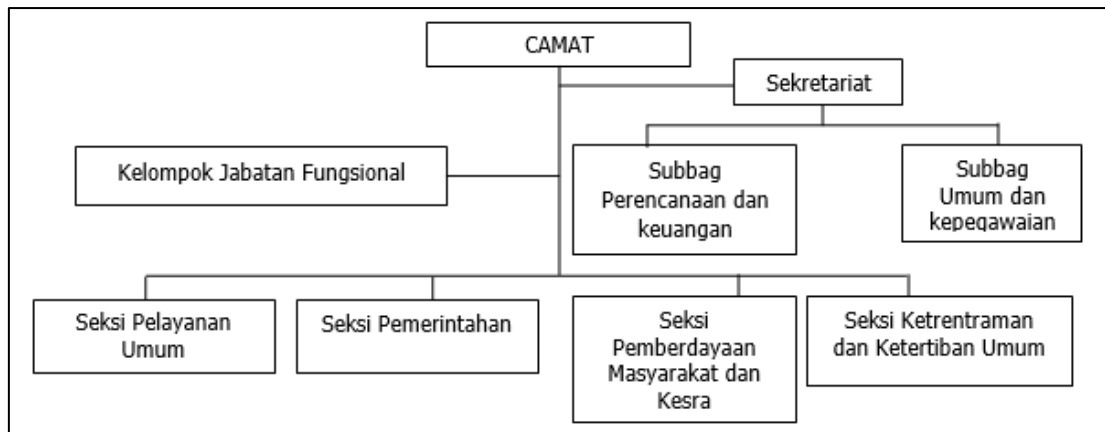 CAMAT
Sekretariat
Kelompok Jabatan Fungsional
Subbag
Perencanaan dan
keuangan
Subbag
Umum dan
kepegawaian
Seksi Pelayanan
Umum
Seksi Pemerintahan
Seksi
Pemberdayaan
Masyarakat dan
Kesra
Seksi Ketrentraman
dan Ketertiban Umum